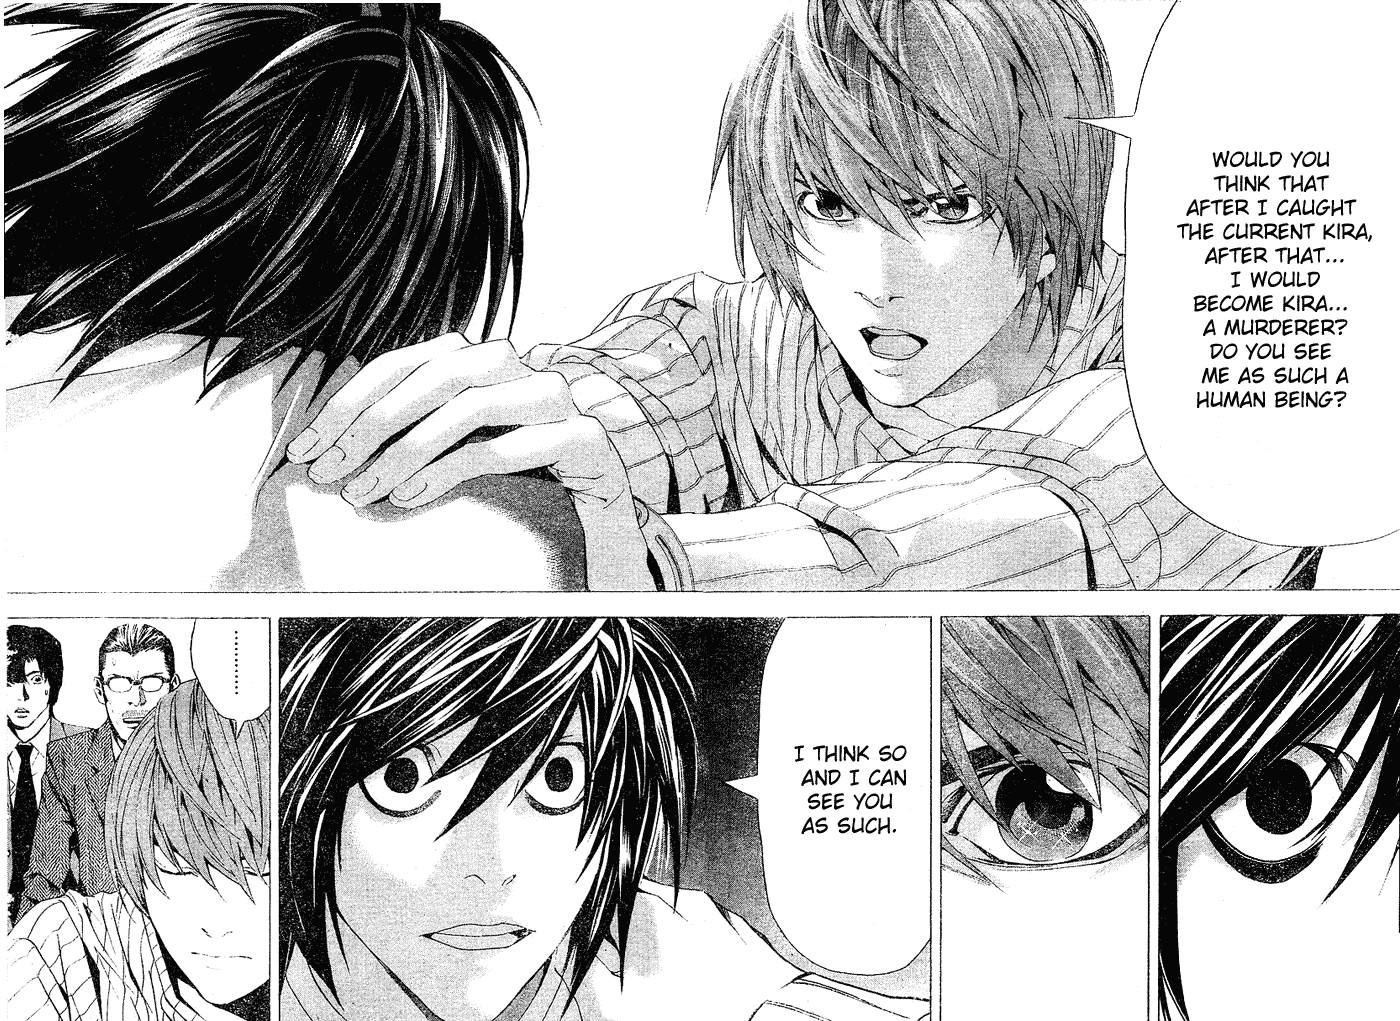 WOULD YOU
THINK THAT
AFTER I CAUGHT
THE CURRENT KIRA,
AFTER THAT...
I WOULD
BECOME KIRA...
A MURDERER?
DO YOU SEE
ME AS SUCH A
HUMAN BEING?
I THINK SO
AND I CAN
SEE YOU
AS SUCH.
..........